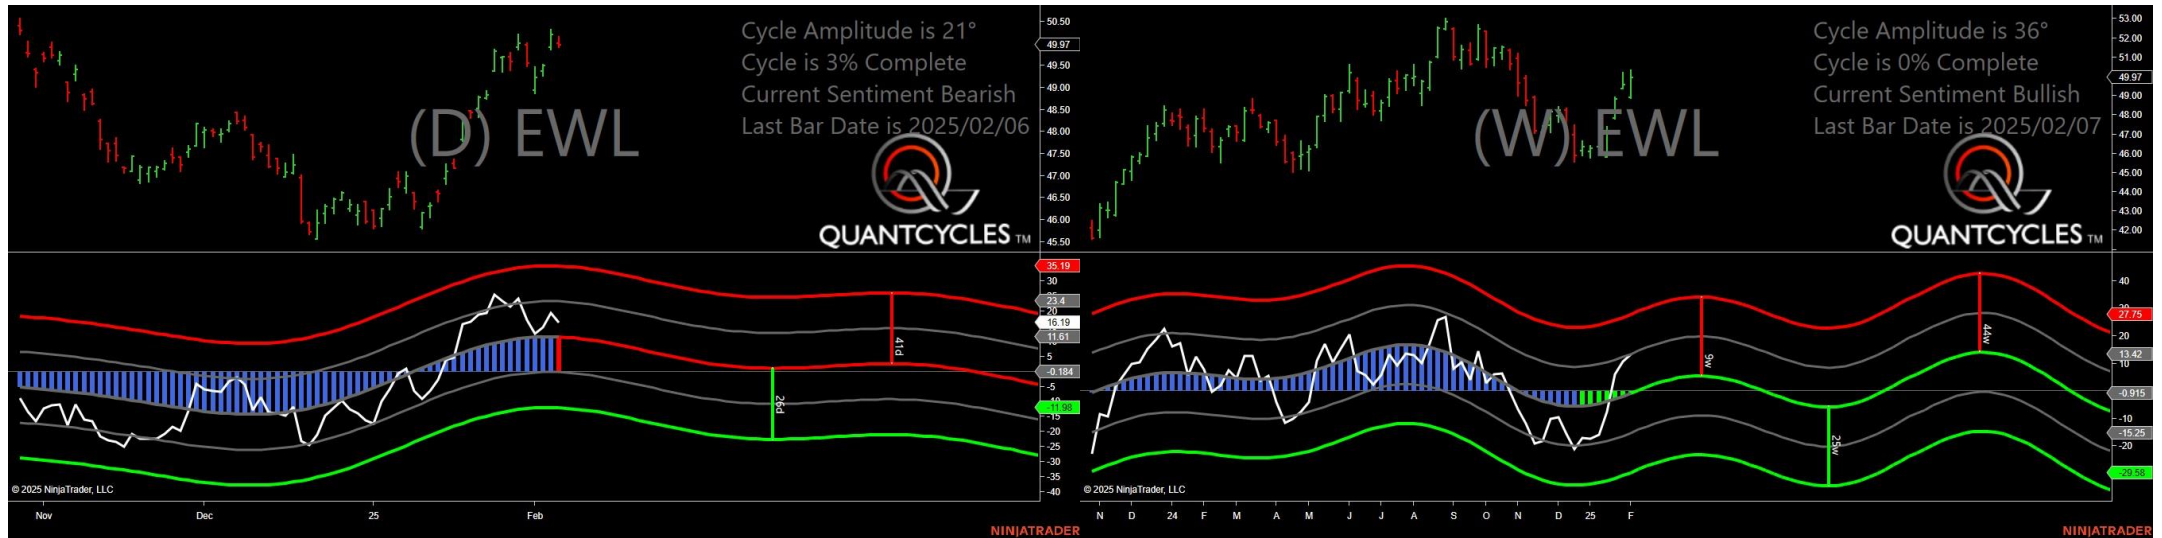 Cycle Amplitude is 21°
Cycle is 3% Complete
Current Sentiment Bearish
Last Bar Date is 2025/02/06
(D) EWL
QUANTCYCLES TM
50.50
49.97
49.50
49.00
48.50
48.00
47.50
47.00
46.50
46.00
45.50
35.19
30
23.4
20
16.19
11.61
5
-0.184
-5
-11.98
-15
-20
-25
-30
-35
-40
41d
26d
© 2025 NinjaTrader, LLC
Nov
Dec
25
Feb
NINJATRADER
Cycle Amplitude is 36°
Cycle is 0% Complete
Current Sentiment Bullish
Last Bar Date is 2025/02/07
(W) EWL
QUANTCYCLES TM
53.00
52.00
51.00
49.97
49.00
48.00
47.00
46.00
45.00
44.00
43.00
42.00
40
27.75
20
13.42
10
-0.915
-10
-15.25
-20
-29.58
9w
44w
25w
© 2025 NinjaTrader, LLC
N D 24 F M A M J J A S O N D 25 F
NINJATRADER